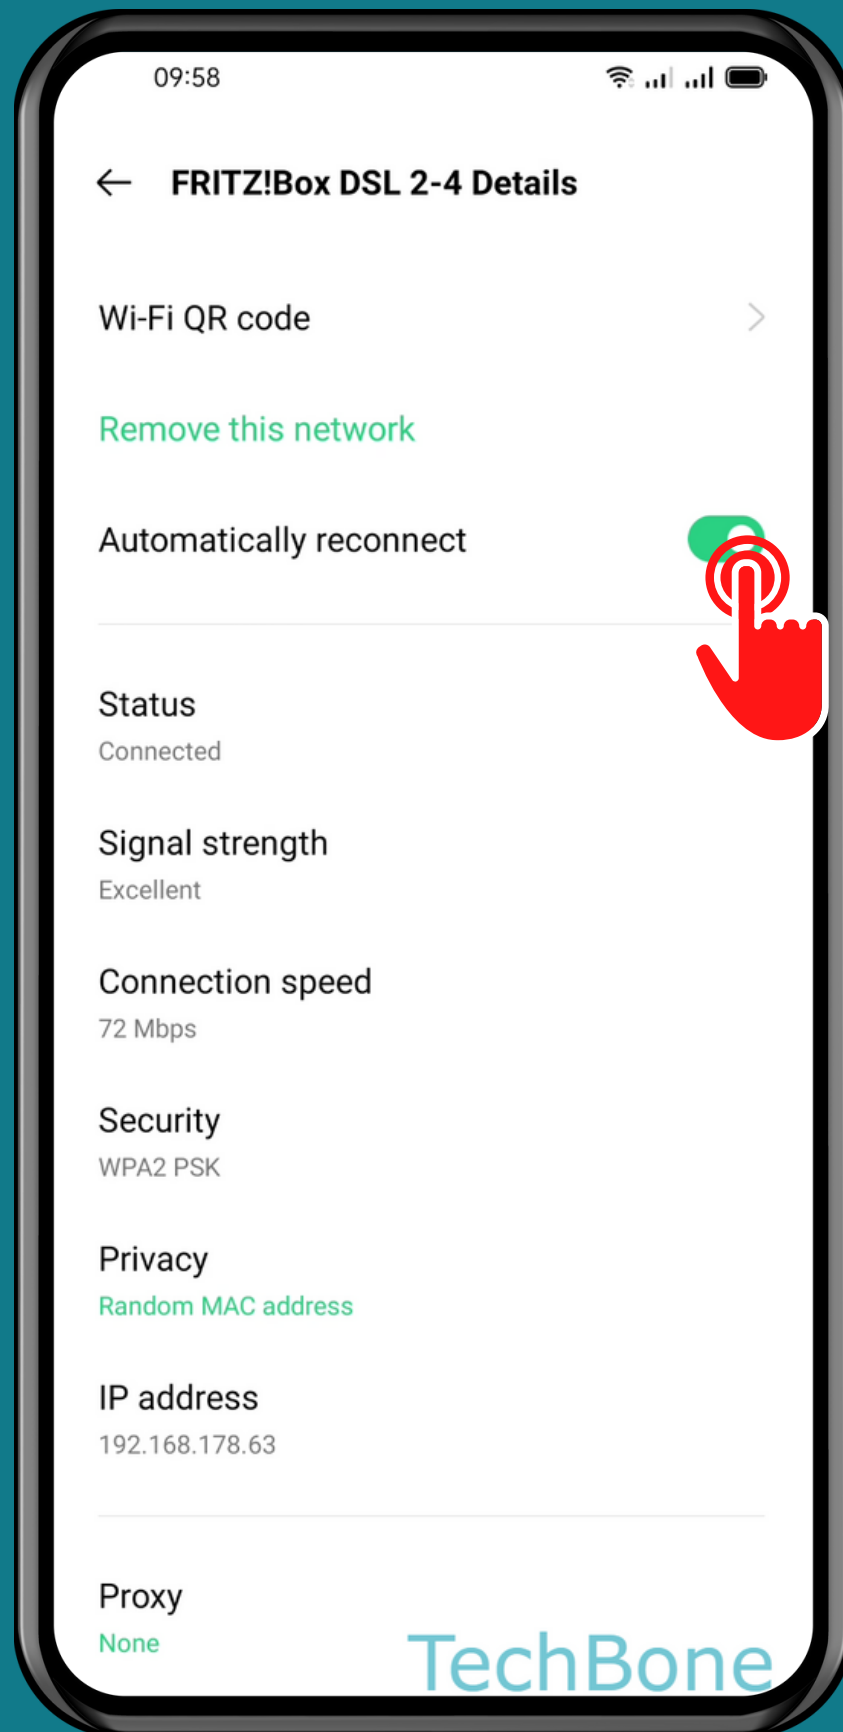 09:58
FRITZ!Box DSL 2-4 Details
Wi-Fi QR code
Remove this network
Automatically reconnect
Status
Connected
Signal strength
Excellent
Connection speed
72 Mbps
Security
WPA2 PSK
Privacy
Random MAC address
IP address
192.168.178.63
Proxy
None
TechBone